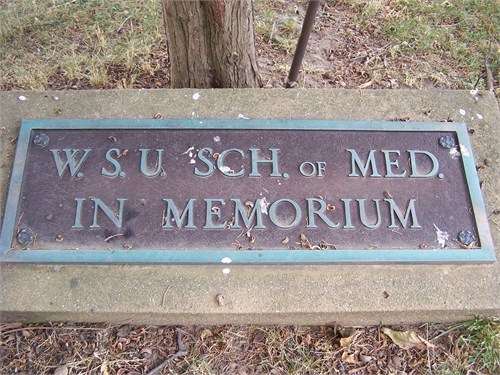 W.S.U. SCH. OF MED.
IN MEMORIUM